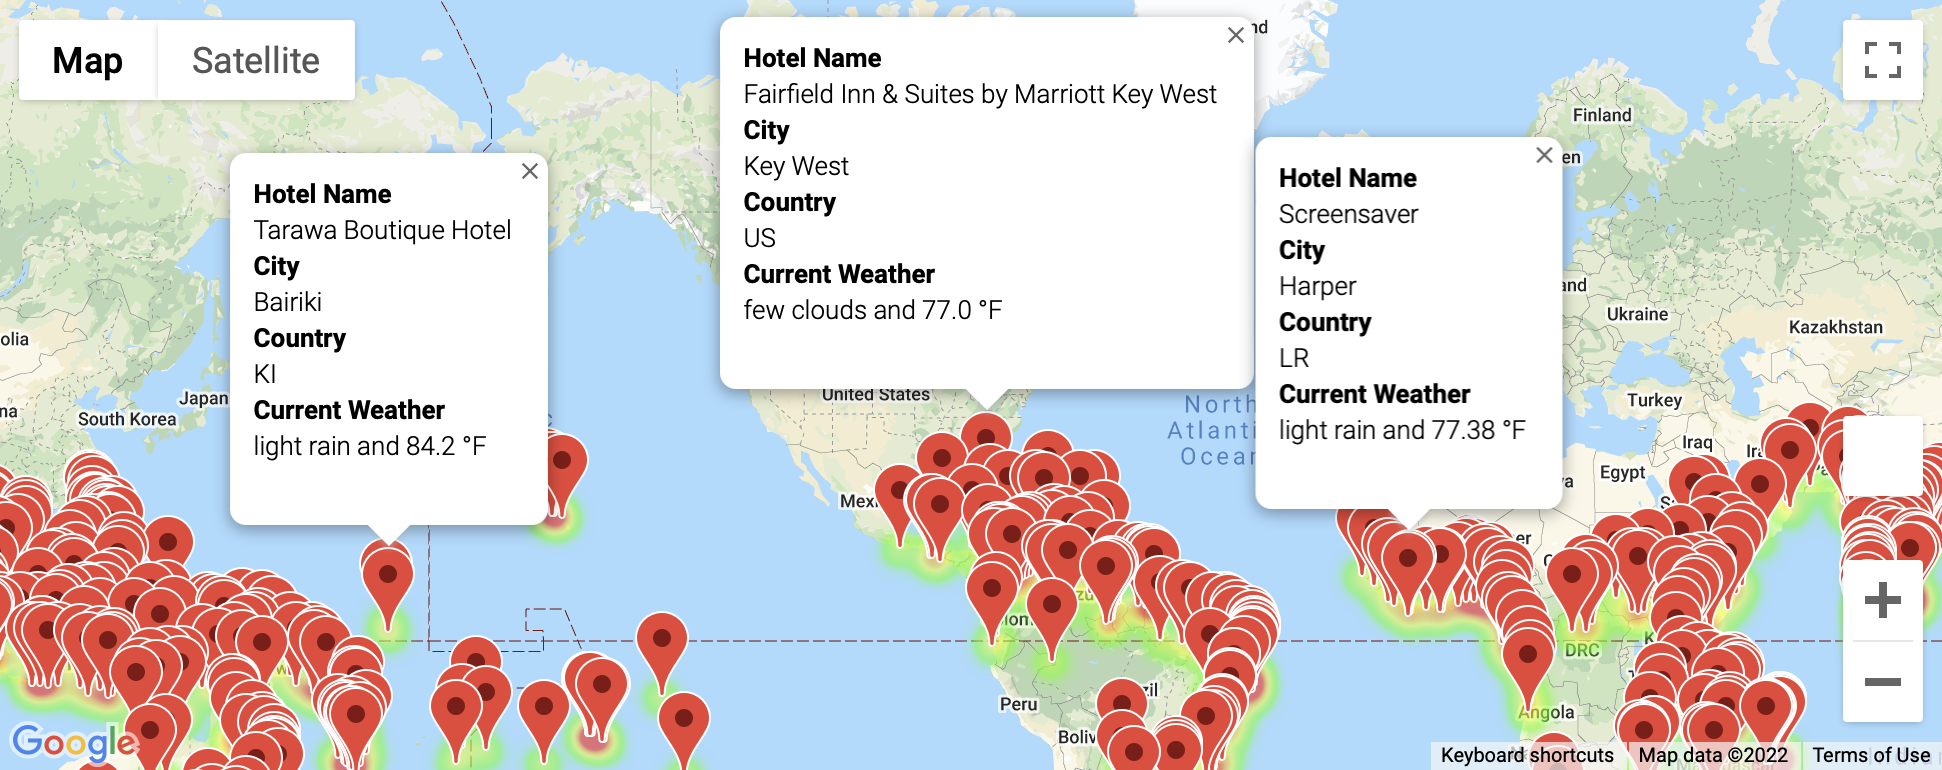 Map
Satellite
Hotel Name
Tarawa Boutique Hotel
City
Bairiki
Country
KI
Current Weather
light rain and 84.2 °F
Hotel Name
Fairfield Inn & Suites by Marriott Key West
City
Key West
Country
US
Current Weather
few clouds and 77.0 °F
Hotel Name
Screensaver
City
Harper
Country
LR
Current Weather
light rain and 77.38 °F
Finland
Ukraine
Kazakhstan
Turkey
Iraq
Egypt
Japan
South Korea
United States
North
Atlanti
Ocean
DRC
Angola
Peru
Google
Keyboard shortcuts
Map data ©2022
Terms of Use